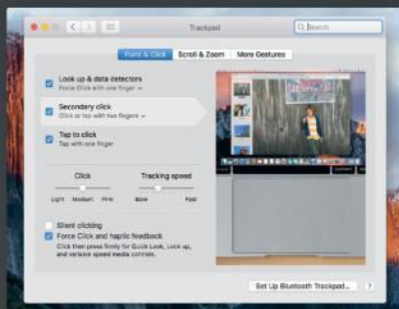 Trackpad
Search
Point & Click
Scroll & Zoom
More Gestures
Look up & data detectors
Force Click with one finger
Secondary click
Click or tap with two fingers
Tap to click
Tap with one finger
Click
Tracking speed
Light Medium Firm
Slow Fast
Silent clicking
Force Click and haptic feedback
Click then press firmly for Quick Look, Look up,
and variable speed media controls.
Set Up Bluetooth Trackpad...
?